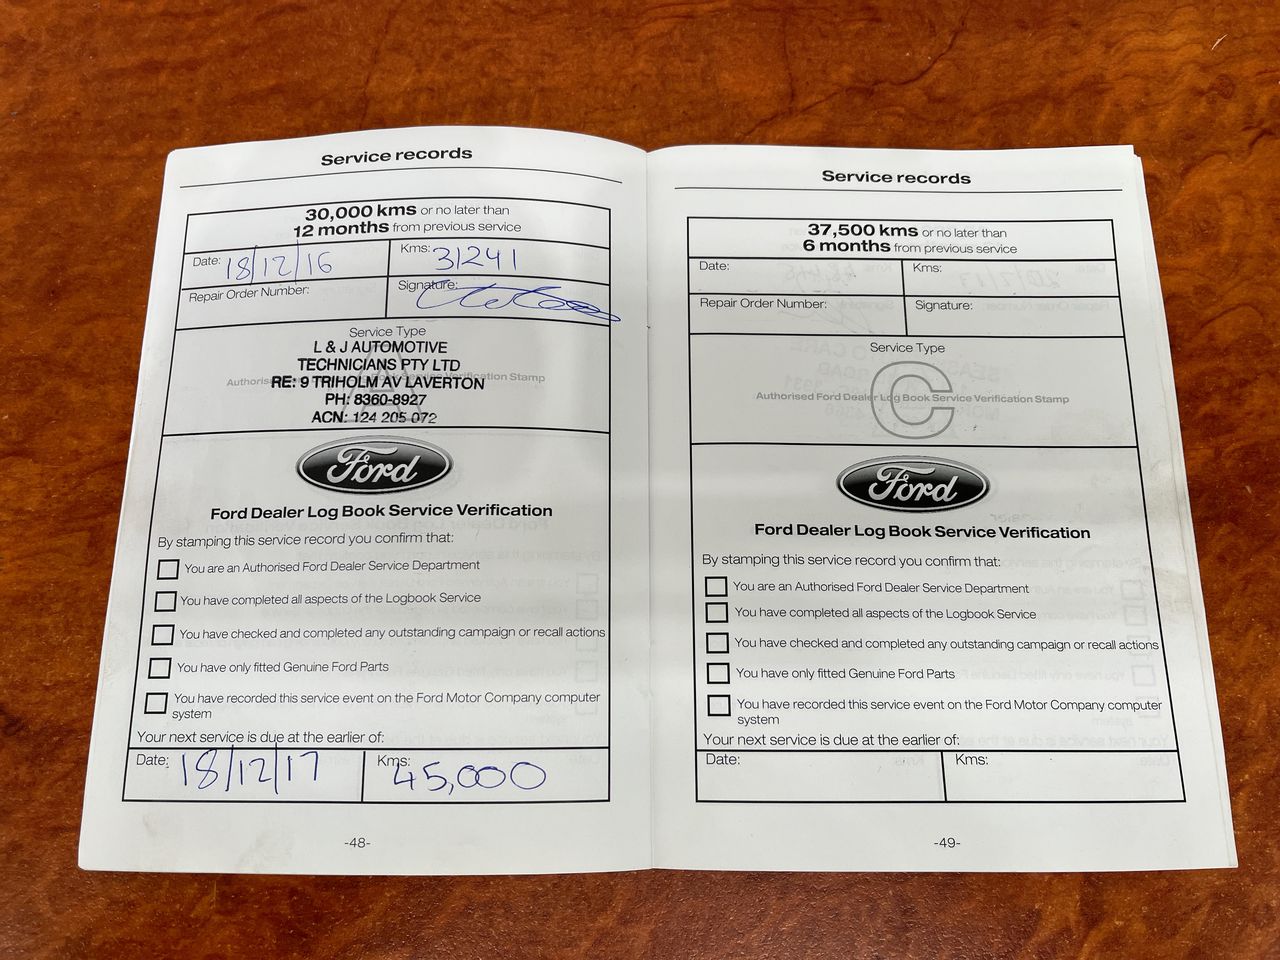 Service records
30,000 kms or no later than
12 months from previous service
Date: 18/12/16 Kms: 31241
Repair Order Number: Signature:
Service Type
A
L & J AUTOMOTIVE
TECHNICIANS PTY LTD
Authorised Ford Dealer Log Book Service Verification Stamp
RE: 9 TRIHOLM AV LAVERTON
PH: 8360-8927
ACN: 124 205 072
Ford
Ford Dealer Log Book Service Verification
By stamping this service record you confirm that:
You are an Authorised Ford Dealer Service Department
You have completed all aspects of the Logbook Service
You have checked and completed any outstanding campaign or recall actions
You have only fitted Genuine Ford Parts
You have recorded this service event on the Ford Motor Company computer
system
Your next service is due at the earlier of:
Date: 18/12/17 Kms: 45,000
-48-
Service records
37,500 kms or no later than
6 months from previous service
Date: Kms:
Repair Order Number: Signature:
Service Type
C
Authorised Ford Dealer Log Book Service Verification Stamp
Ford
Ford Dealer Log Book Service Verification
By stamping this service record you confirm that:
You are an Authorised Ford Dealer Service Department
You have completed all aspects of the Logbook Service
You have checked and completed any outstanding campaign or recall actions
You have only fitted Genuine Ford Parts
You have recorded this service event on the Ford Motor Company computer
system
Your next service is due at the earlier of:
Date: Kms:
-49-